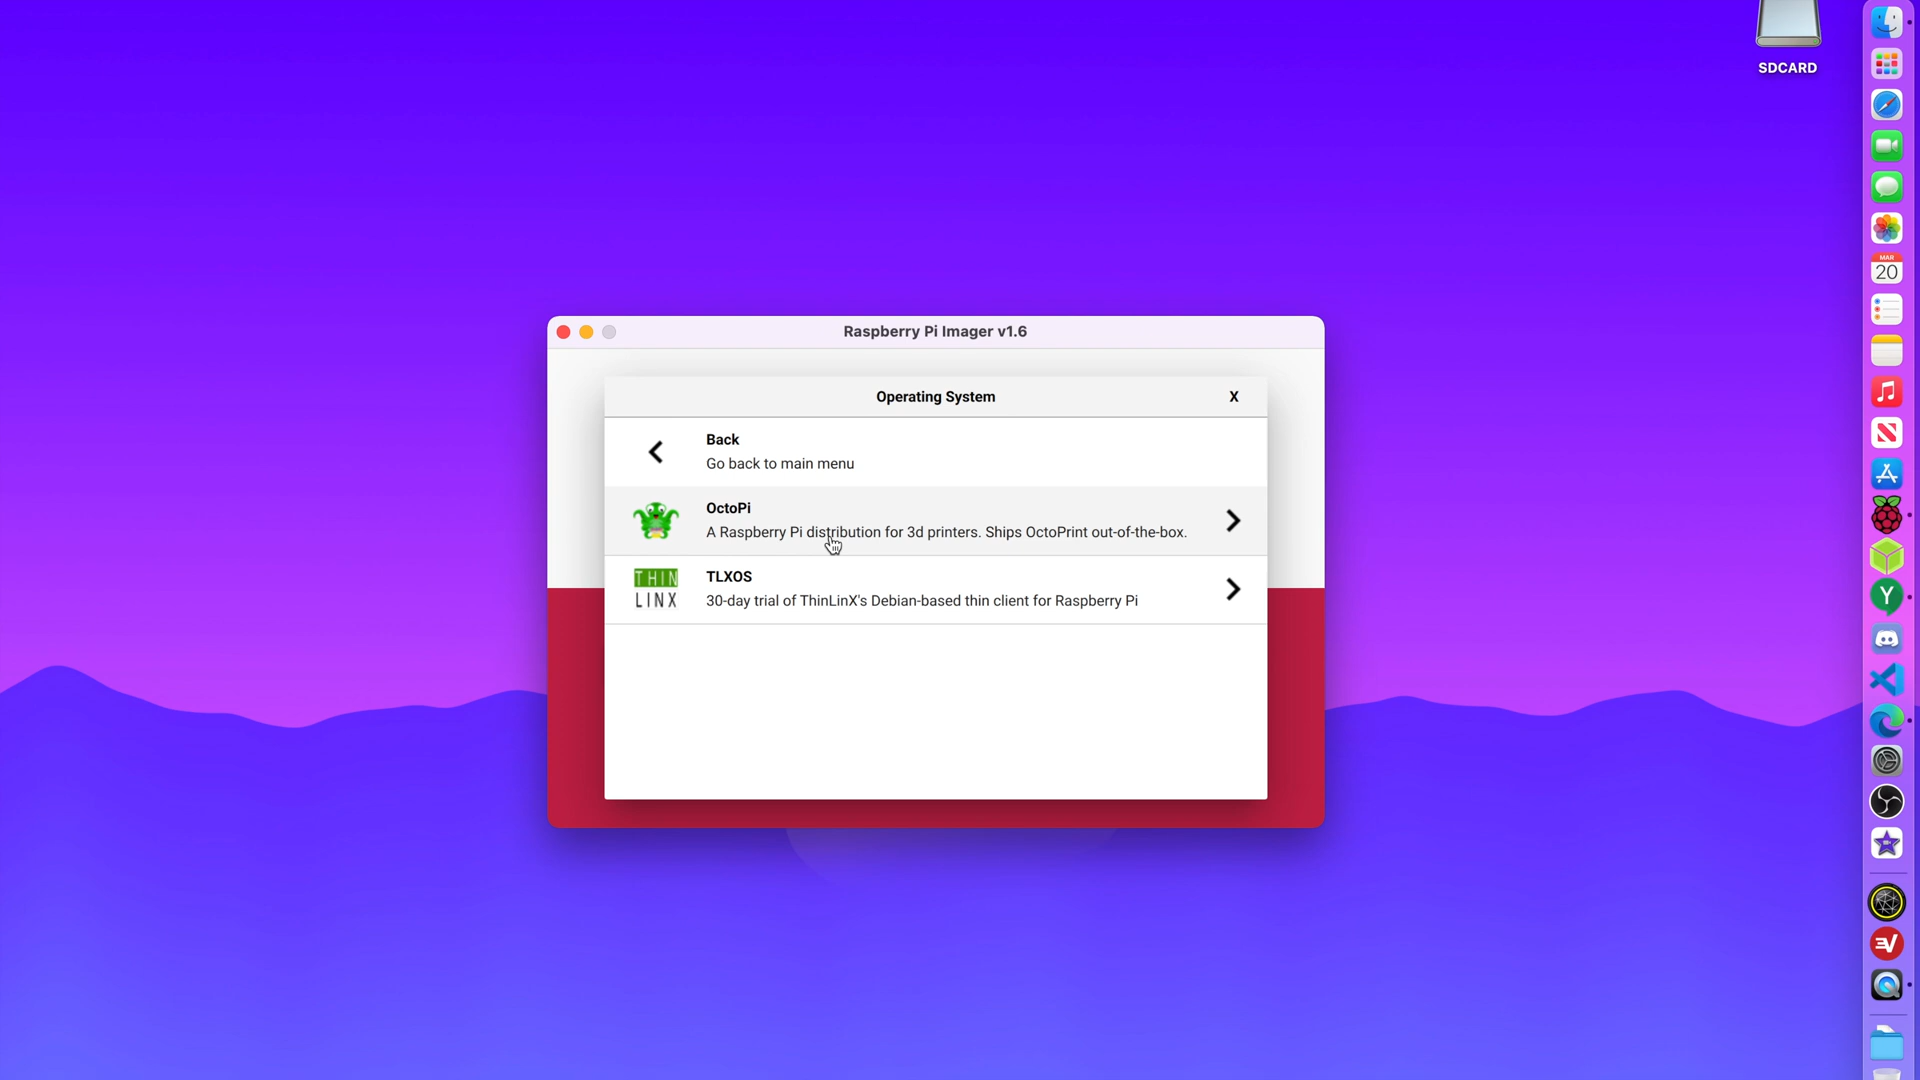 SDCARD
MAR
20
Raspberry Pi Imager v1.6
Operating System
X
Back
Go back to main menu
OctoPi
A Raspberry Pi distribution for 3d printers. Ships OctoPrint out-of-the-box.
THIN
LINX
TLXOS
30-day trial of ThinLinX's Debian-based thin client for Raspberry Pi
Y